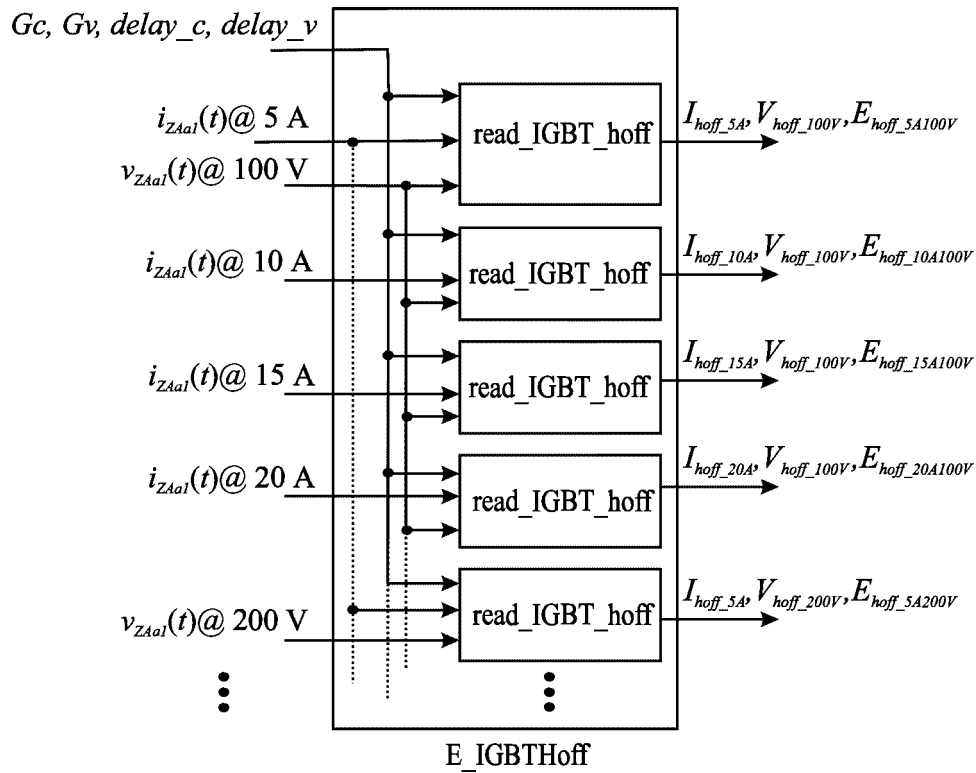 Gc, Gv, delay_c, delay_v
i_ZAa1(t)@ 5 A
v_ZAa1(t)@ 100 V
read_IGBT_hoff
I_hoff_5A, V_hoff_100V, E_hoff_5A100V
i_ZAa1(t)@ 10 A
read_IGBT_hoff
I_hoff_10A, V_hoff_100V, E_hoff_10A100V
i_ZAa1(t)@ 15 A
read_IGBT_hoff
I_hoff_15A, V_hoff_100V, E_hoff_15A100V
i_ZAa1(t)@ 20 A
read_IGBT_hoff
I_hoff_20A, V_hoff_100V, E_hoff_20A100V
v_ZAa1(t)@ 200 V
read_IGBT_hoff
I_hoff_5A, V_hoff_200V, E_hoff_5A200V
E_IGBTHoff